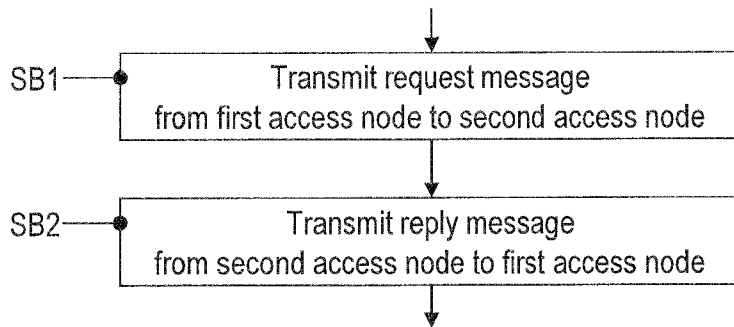 SB1
Transmit request message
from first access node to second access node
SB2
Transmit reply message
from second access node to first access node